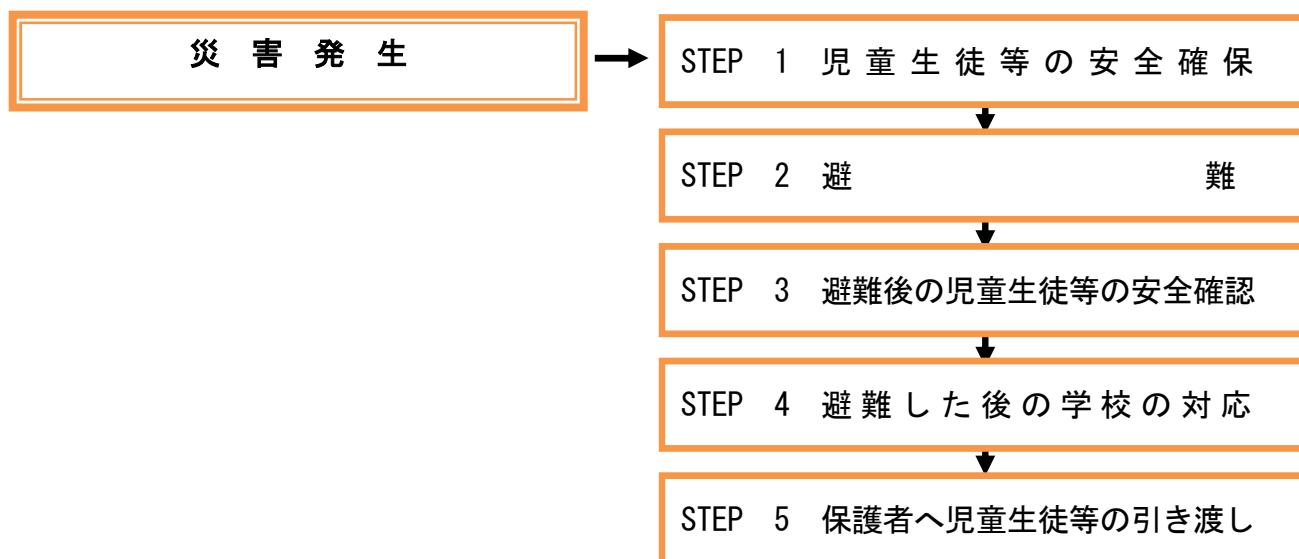 災 害 発 生
STEP 1 児童生徒等の安全確保
STEP 2 避 難
STEP 3 避難後の児童生徒等の安全確認
STEP 4 避難した後の学校の対応
STEP 5 保護者へ児童生徒等の引き渡し